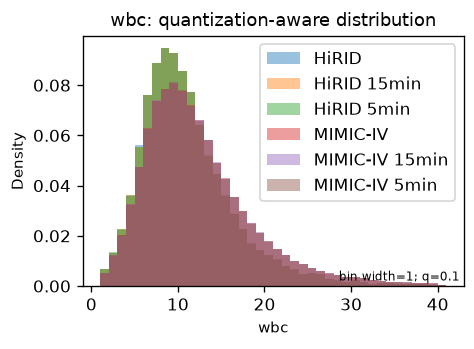 wbc: quantization-aware distribution
Density
0.08
0.06
0.04
0.02
0.00
HiRID
HiRID 15min
HiRID 5min
MIMIC-IV
MIMIC-IV 15min
MIMIC-IV 5min
bin width=1; q=0.1
0 10 20 30 40
wbc